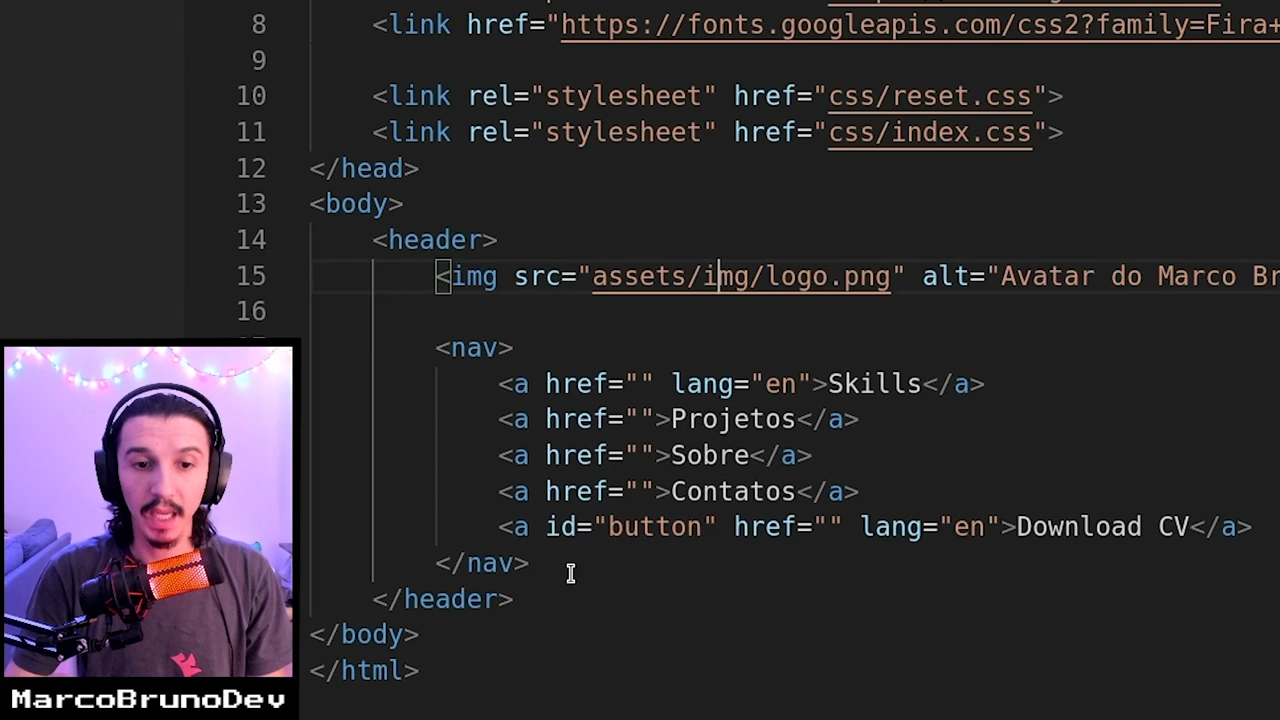 8 <link href="https://fonts.googleapis.com/css2?family=Fira+
9
10 <link rel="stylesheet" href="css/reset.css">
11 <link rel="stylesheet" href="css/index.css">
12 </head>
13 <body>
14 <header>
15 <img src="assets/img/logo.png" alt="Avatar do Marco Br
16
<nav>
<a href="" lang="en">Skills</a>
<a href="">Projetos</a>
<a href="">Sobre</a>
<a href="">Contatos</a>
<a id="button" href="" lang="en">Download CV</a>
</nav>
</header>
</body>
</html>
MarcoBrunoDev